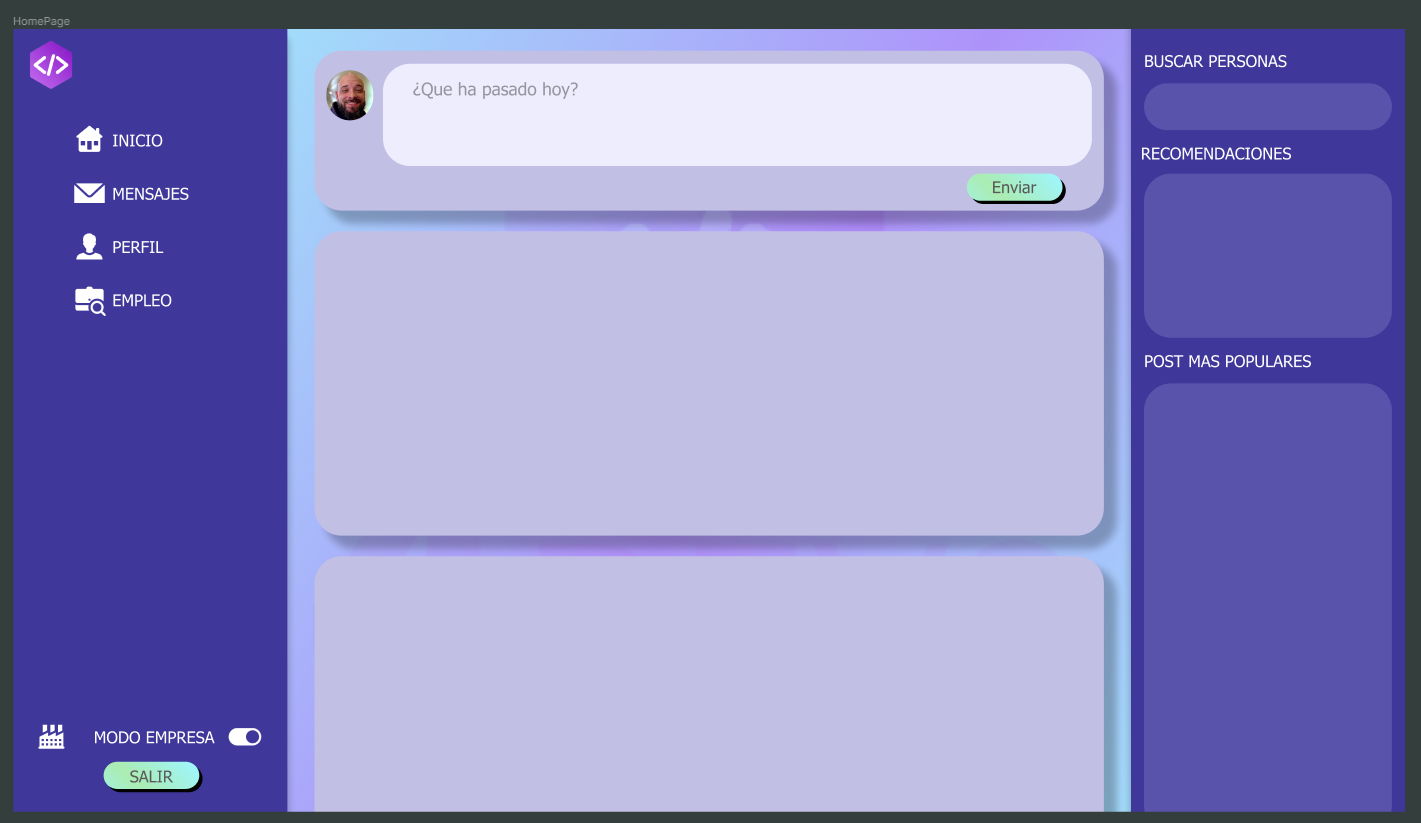 HomePage
</>
INICIO
MENSAJES
PERFIL
EMPLEO
MODO EMPRESA
SALIR
¿Que ha pasado hoy?
Enviar
BUSCAR PERSONAS
RECOMENDACIONES
POST MAS POPULARES